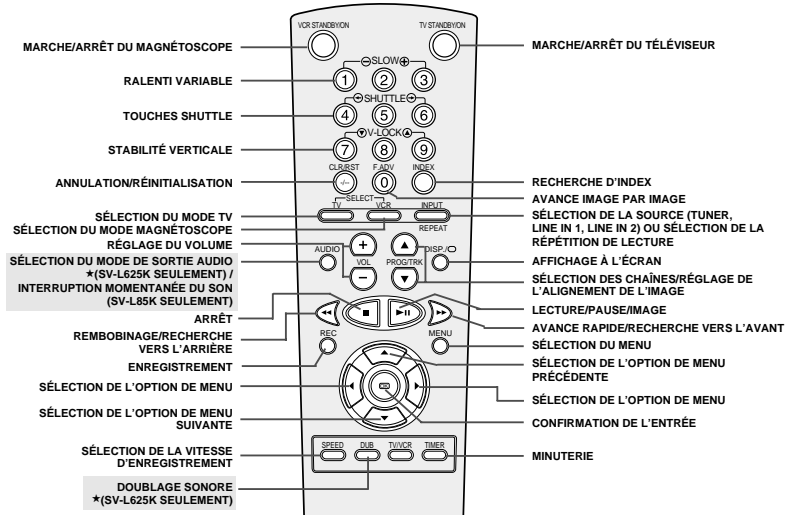 VCR STANDBY/ON
TV STANDBY/ON
MARCHE/ARRÊT DU MAGNÉTOSCOPE
MARCHE/ARRÊT DU TÉLÉVISEUR
SLOW
RALENTI VARIABLE
1 2 3
SHUTTLE
TOUCHES SHUTTLE
4 5 6
V-LOCK
STABILITÉ VERTICALE
7 8 9
CLR/RST F.ADV INDEX
ANNULATION/RÉINITIALISATION
-/-- 0
RECHERCHE D'INDEX
AVANCE IMAGE PAR IMAGE
SELECT
TV VCR INPUT
SÉLECTION DU MODE TV
SÉLECTION DU MODE MAGNÉTOSCOPE
SÉLECTION DE LA SOURCE (TUNER,
LINE IN 1, LINE IN 2) OU SÉLECTION DE LA
RÉPÉTITION DE LECTURE
REPEAT
RÉGLAGE DU VOLUME
AUDIO
VOL
PROG/TRK
DISP./
AFFICHAGE À L'ÉCRAN
SÉLECTION DU MODE DE SORTIE AUDIO
★(SV-L625K SEULEMENT) /
INTERRUPTION MOMENTANÉE DU SON
(SV-L85K SEULEMENT)
SÉLECTION DES CHAÎNES/RÉGLAGE DE
L'ALIGNEMENT DE L'IMAGE
ARRÊT
LECTURE/PAUSE/IMAGE
REMBOBINAGE/RECHERCHE
VERS L'ARRIÈRE
AVANCE RAPIDE/RECHERCHE VERS L'AVANT
REC
MENU
SÉLECTION DU MENU
ENREGISTREMENT
SÉLECTION DE L'OPTION DE MENU
PRÉCÉDENTE
SÉLECTION DE L'OPTION DE MENU
SÉLECTION DE L'OPTION DE MENU
SÉLECTION DE L'OPTION DE MENU
SUIVANTE
CONFIRMATION DE L'ENTRÉE
SPEED DUB TV/VCR TIMER
SÉLECTION DE LA VITESSE
D'ENREGISTREMENT
MINUTERIE
DOUBLAGE SONORE
★(SV-L625K SEULEMENT)